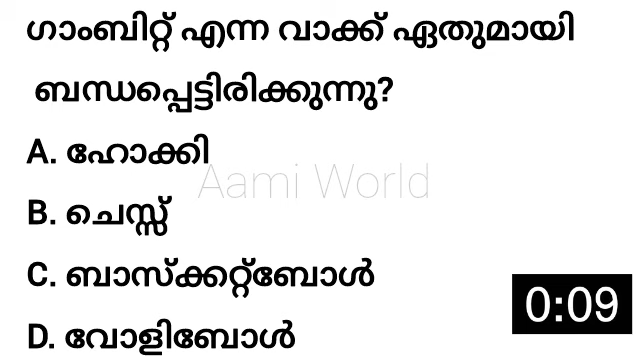 ഗാംബിറ്റ് എന്ന വാക്ക് ഏതുമായി
ബന്ധപ്പെട്ടിരിക്കുന്നു?
A. ഹോക്കി
Aami World
B. ചെസ്സ്
C. ബാസ്ക്കറ്റ്ബോൾ
0:09
D. വോളിബോൾ